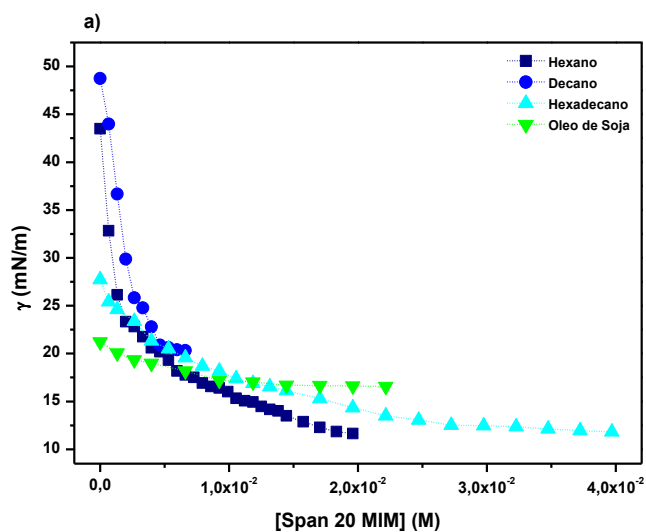 a)
50
45
40
35
30
25
20
15
10
γ (mN/m)
Hexano
Decano
Hexadecano
Oleo de Soja
0,0
1,0x10⁻²
2,0x10⁻²
3,0x10⁻²
4,0x10⁻²
[Span 20 MIM] (M)